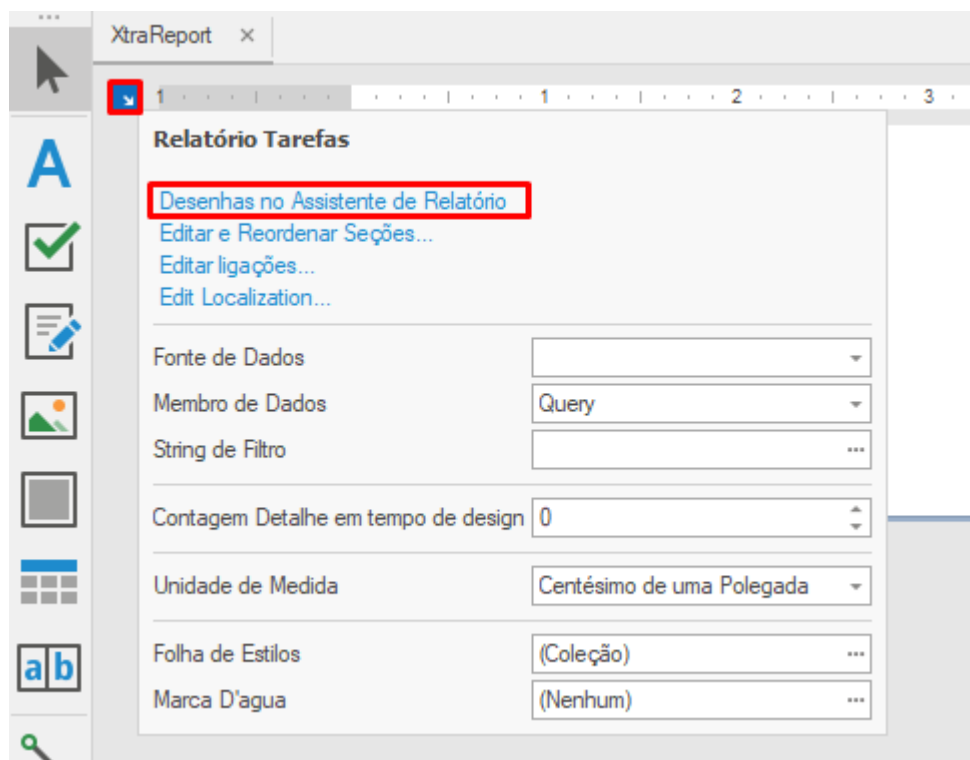 XtraReport ×
1 1 2 3
Relatório Tarefas
Desenhas no Assistente de Relatório
Editar e Reordenar Seções...
Editar ligações...
Edit Localization...
Fonte de Dados
Membro de Dados Query
String de Filtro
Contagem Detalhe em tempo de design 0
Unidade de Medida Centésimo de uma Polegada
Folha de Estilos (Coleção)
Marca D'agua (Nenhum)
A
ab